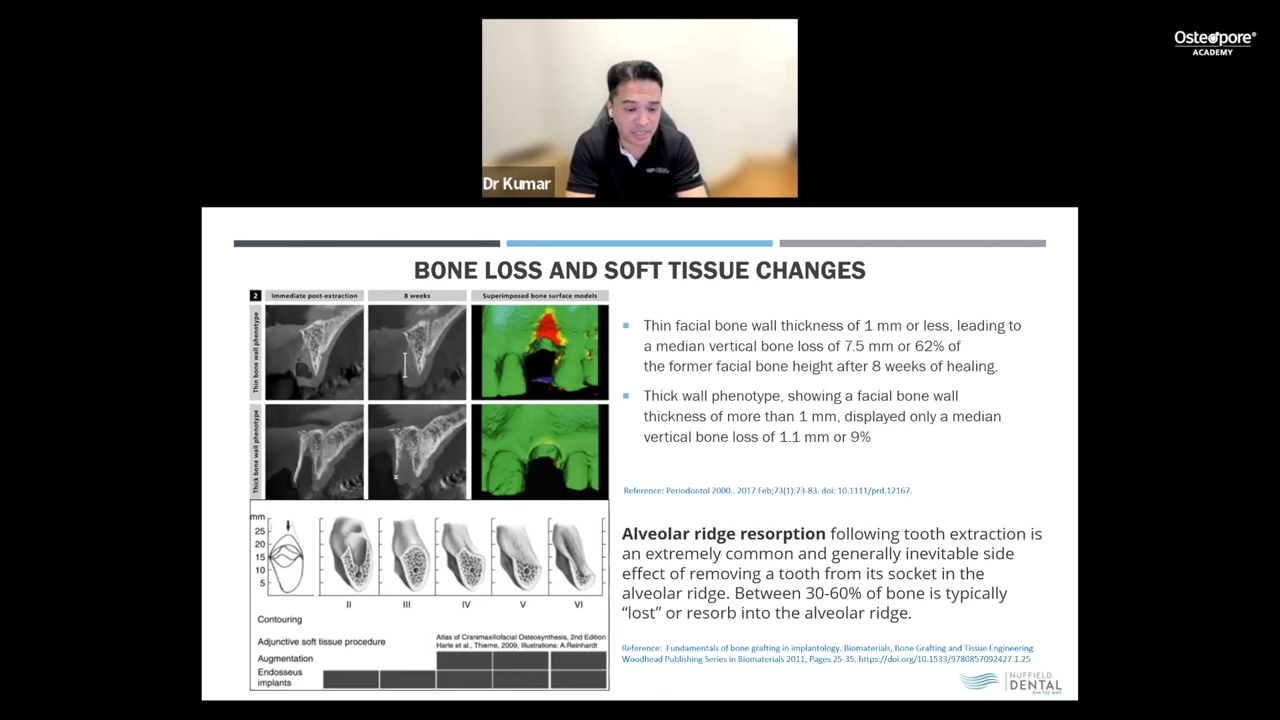 Osteopore®
ACADEMY
Dr Kumar
BONE LOSS AND SOFT TISSUE CHANGES
2 Immediate post-extraction 8 weeks Superimposed bone surface models
Thin bone wall phenotype
Thick bone wall phenotype
Thin facial bone wall thickness of 1 mm or less, leading to
a median vertical bone loss of 7.5 mm or 62% of
the former facial bone height after 8 weeks of healing.
Thick wall phenotype, showing a facial bone wall
thickness of more than 1 mm, displayed only a median
vertical bone loss of 1.1 mm or 9%
Reference: Periodontol 2000.. 2017 Feb;73(1):73-83. doi: 10.1111/prd.12167.
mm
25
20
15
10
5
II III IV V VI
Contouring
Adjunctive soft tissue procedure
Atlas of Cranimaxillofacial Osteosynthesis, 2nd Edition
Harle et al., Thieme, 2009, Illustrations: A.Reinhardt
Augmentation
Endosseus
implants
Alveolar ridge resorption following tooth extraction is
an extremely common and generally inevitable side
effect of removing a tooth from its socket in the
alveolar ridge. Between 30-60% of bone is typically
“lost” or resorb into the alveolar ridge.
Reference: Fundamentals of bone grafting in implantology. Biomaterials, Bone Grafting and Tissue Engineering
Woodhead Publishing Series in Biomaterials 2011, Pages 25-35. https://doi.org/10.1533/9780857092427.1.25
NUFFIELD
DENTAL